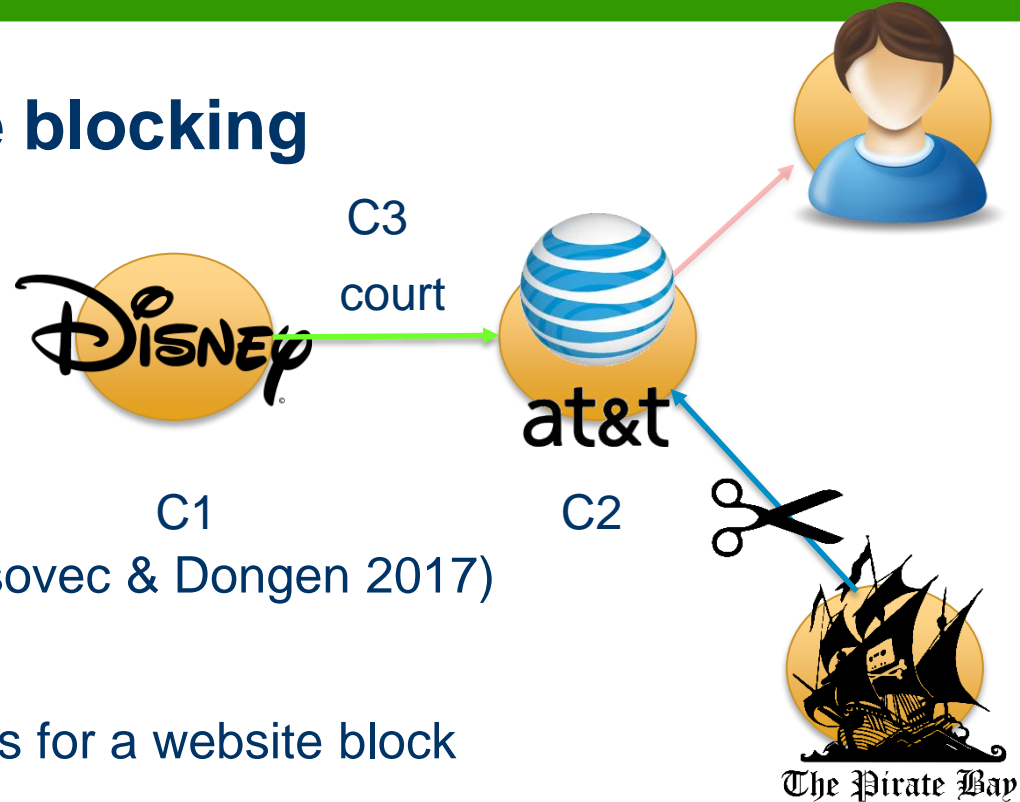 e blocking
C3
court
DISNEY
at&t
C1
C2
sovec & Dongen 2017)
s for a website block
The Pirate Bay